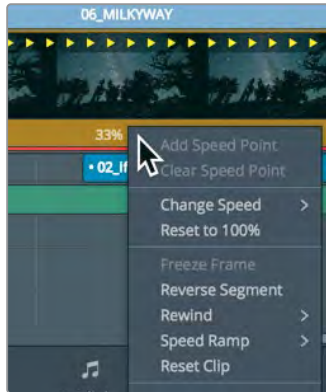 06_MILKYWAY
33%
Add Speed Point
• 02_If
Clear Speed Point
Change Speed >
Reset to 100%
Freeze Frame
Reverse Segment
Rewind >
Speed Ramp >
Reset Clip